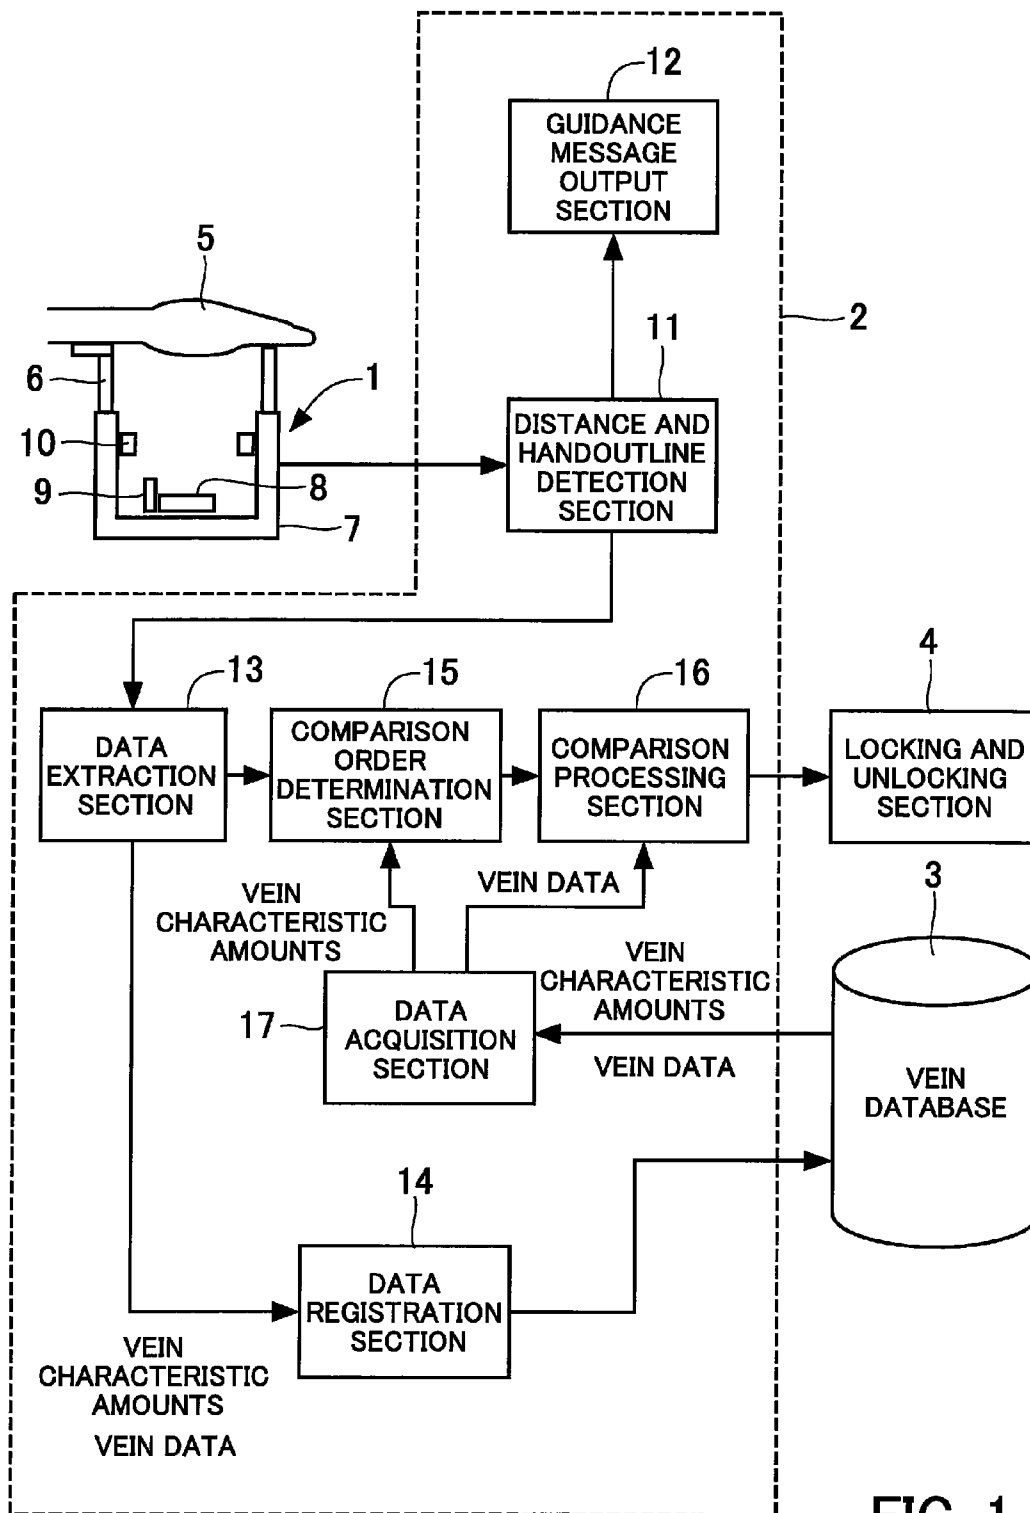 12
GUIDANCE
MESSAGE
OUTPUT
SECTION
5
2
11
6
1
DISTANCE AND
HANDOUTLINE
DETECTION
SECTION
10
9
8
7
4
13
15
16
DATA
EXTRACTION
SECTION
COMPARISON
ORDER
DETERMINATION
SECTION
COMPARISON
PROCESSING
SECTION
LOCKING AND
UNLOCKING
SECTION
VEIN
CHARACTERISTIC
AMOUNTS
VEIN DATA
3
VEIN
CHARACTERISTIC
AMOUNTS
17
DATA
ACQUISITION
SECTION
VEIN DATA
VEIN
DATABASE
14
DATA
REGISTRATION
SECTION
VEIN
CHARACTERISTIC
AMOUNTS
VEIN DATA
FIG. 1